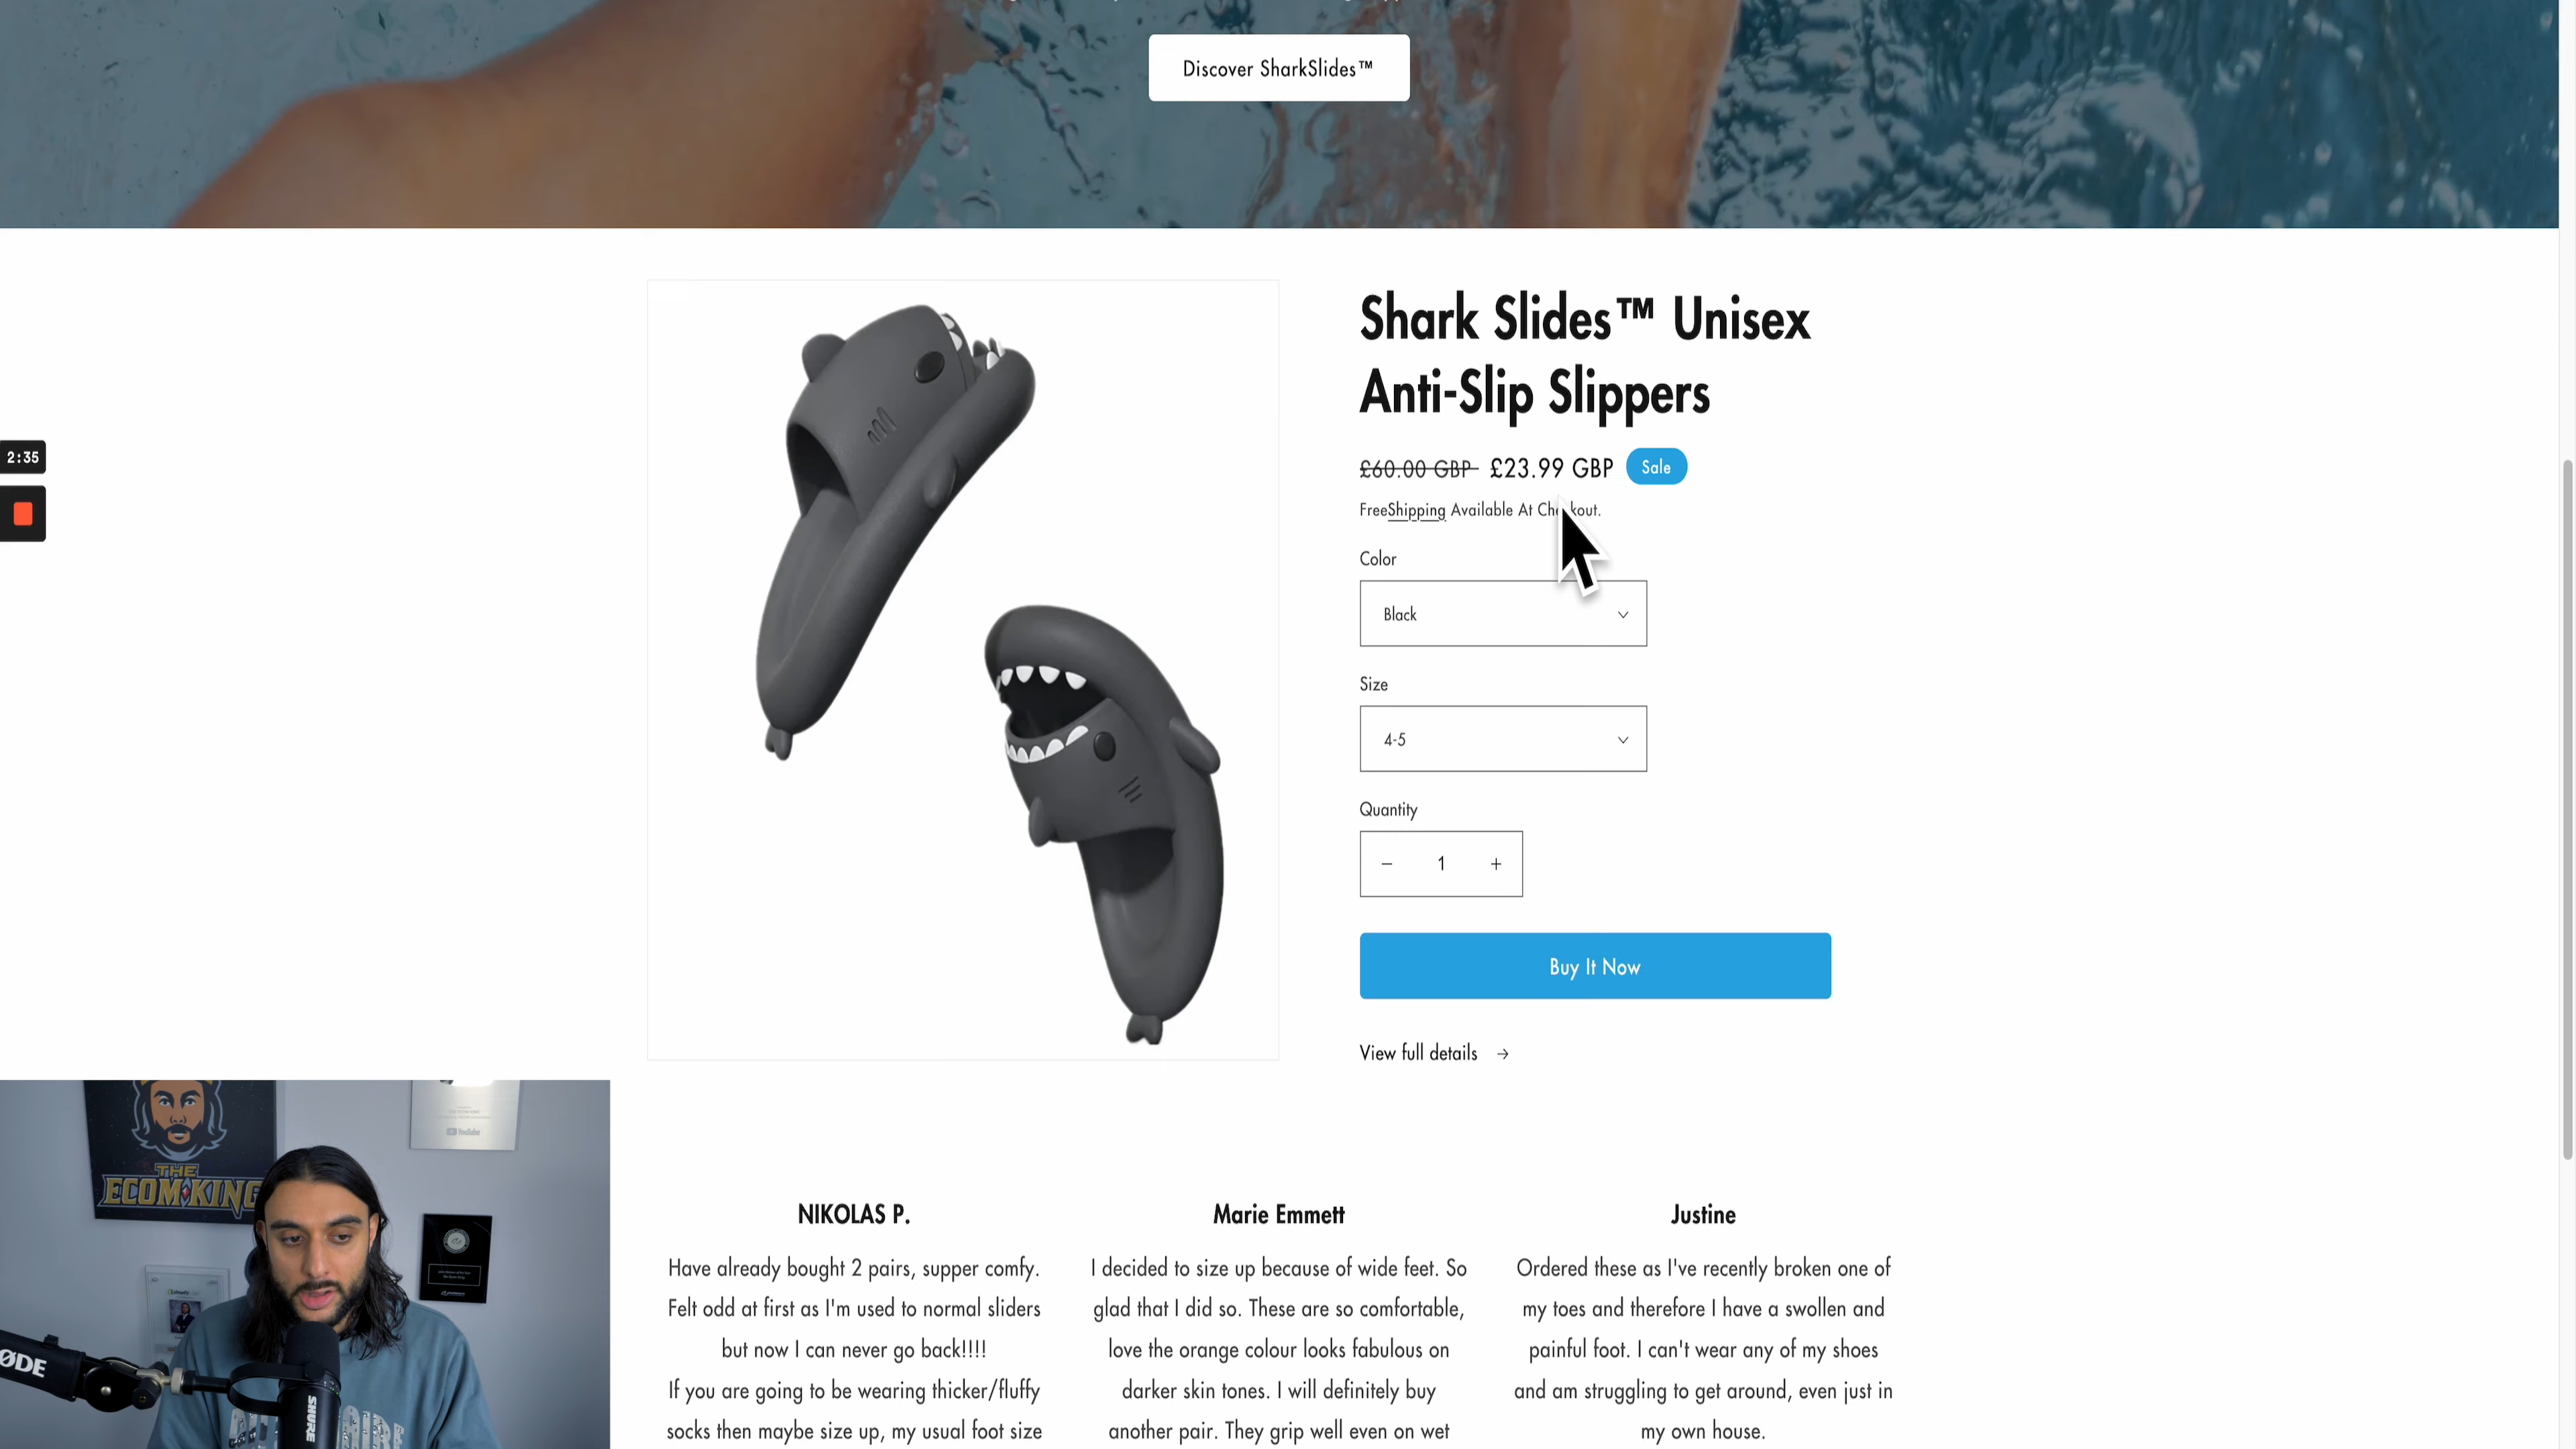 Discover SharkSlides™
Shark Slides™ Unisex
Anti-Slip Slippers
£60.00 GBP £23.99 GBP Sale
FreeShipping Available At Checkout.
2:35
Color
Black
Size
4-5
Quantity
− 1 +
Buy It Now
View full details →
NIKOLAS P.
Have already bought 2 pairs, supper comfy.
Felt odd at first as I'm used to normal sliders
but now I can never go back!!!!
If you are going to be wearing thicker/fluffy
socks then maybe size up, my usual foot size
Marie Emmett
I decided to size up because of wide feet. So
glad that I did so. These are so comfortable,
love the orange colour looks fabulous on
darker skin tones. I will definitely buy
another pair. They grip well even on wet
Justine
Ordered these as I've recently broken one of
my toes and therefore I have a swollen and
painful foot. I can't wear any of my shoes
and am struggling to get around, even just in
my own house.
THE
ECOM KING
YouTube
RØDE
SHURE